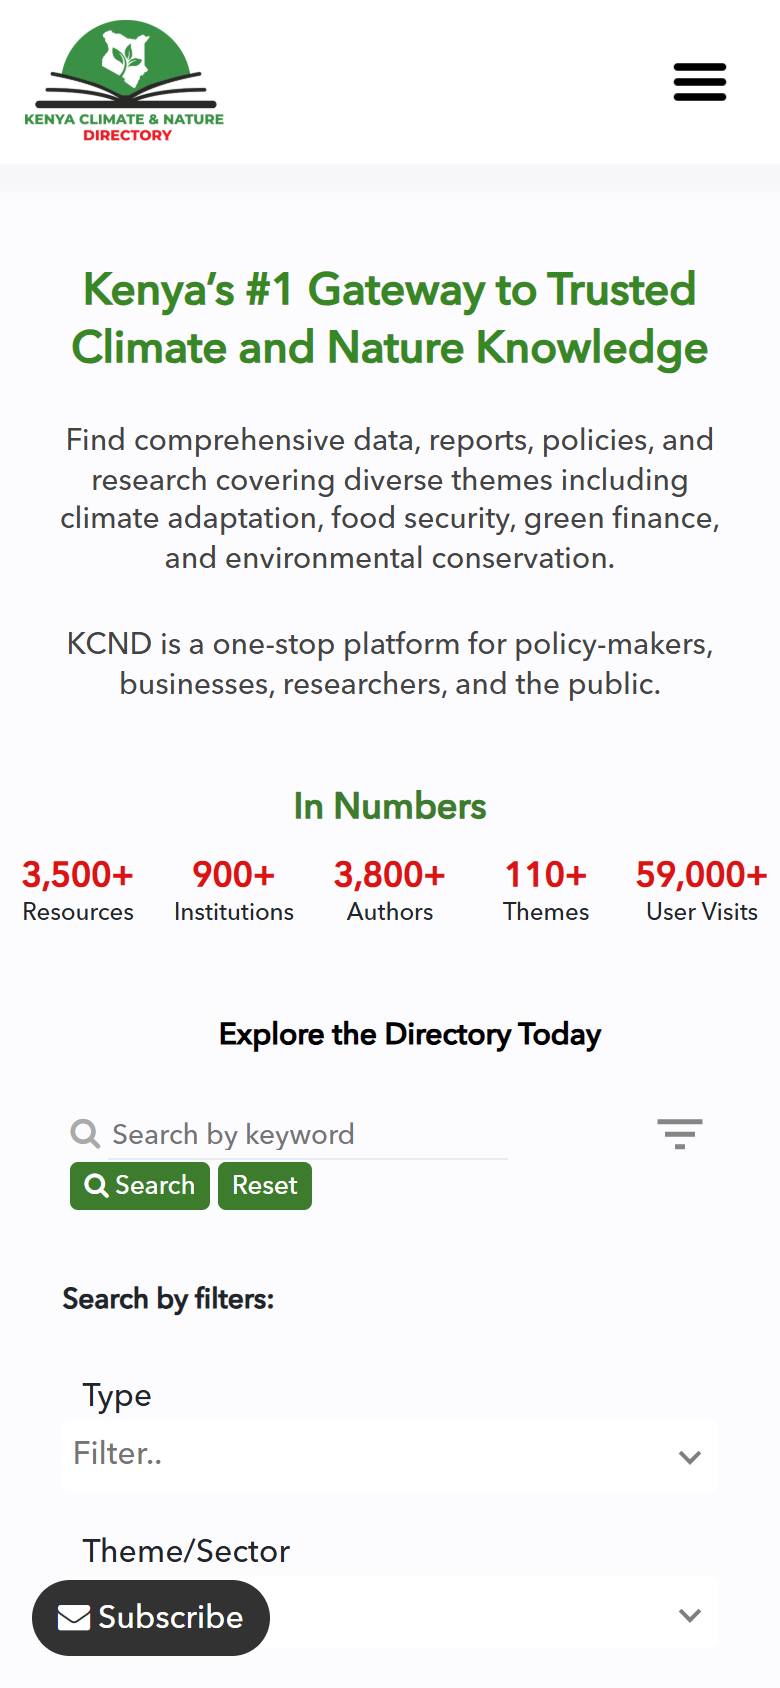 KENYA CLIMATE & NATURE
DIRECTORY
Kenya’s #1 Gateway to Trusted
Climate and Nature Knowledge
Find comprehensive data, reports, policies, and
research covering diverse themes including
climate adaptation, food security, green finance,
and environmental conservation.
KCND is a one-stop platform for policy-makers,
businesses, researchers, and the public.
In Numbers
3,500+ 900+ 3,800+ 110+ 59,000+
Resources Institutions Authors Themes User Visits
Explore the Directory Today
Search by keyword
Search Reset
Search by filters:
Type
Filter..
Theme/Sector
Subscribe